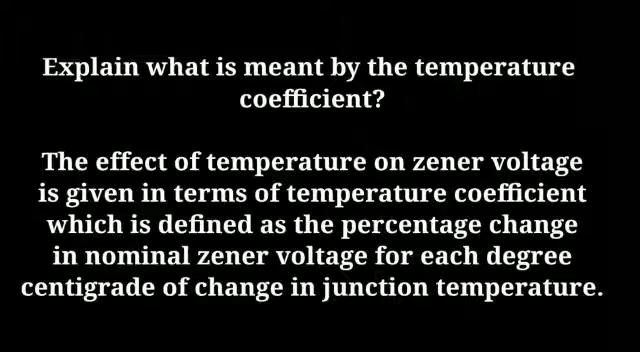 Explain what is meant by the temperature
coefficient?
The effect of temperature on zener voltage
is given in terms of temperature coefficient
which is defined as the percentage change
in nominal zener voltage for each degree
centigrade of change in junction temperature.